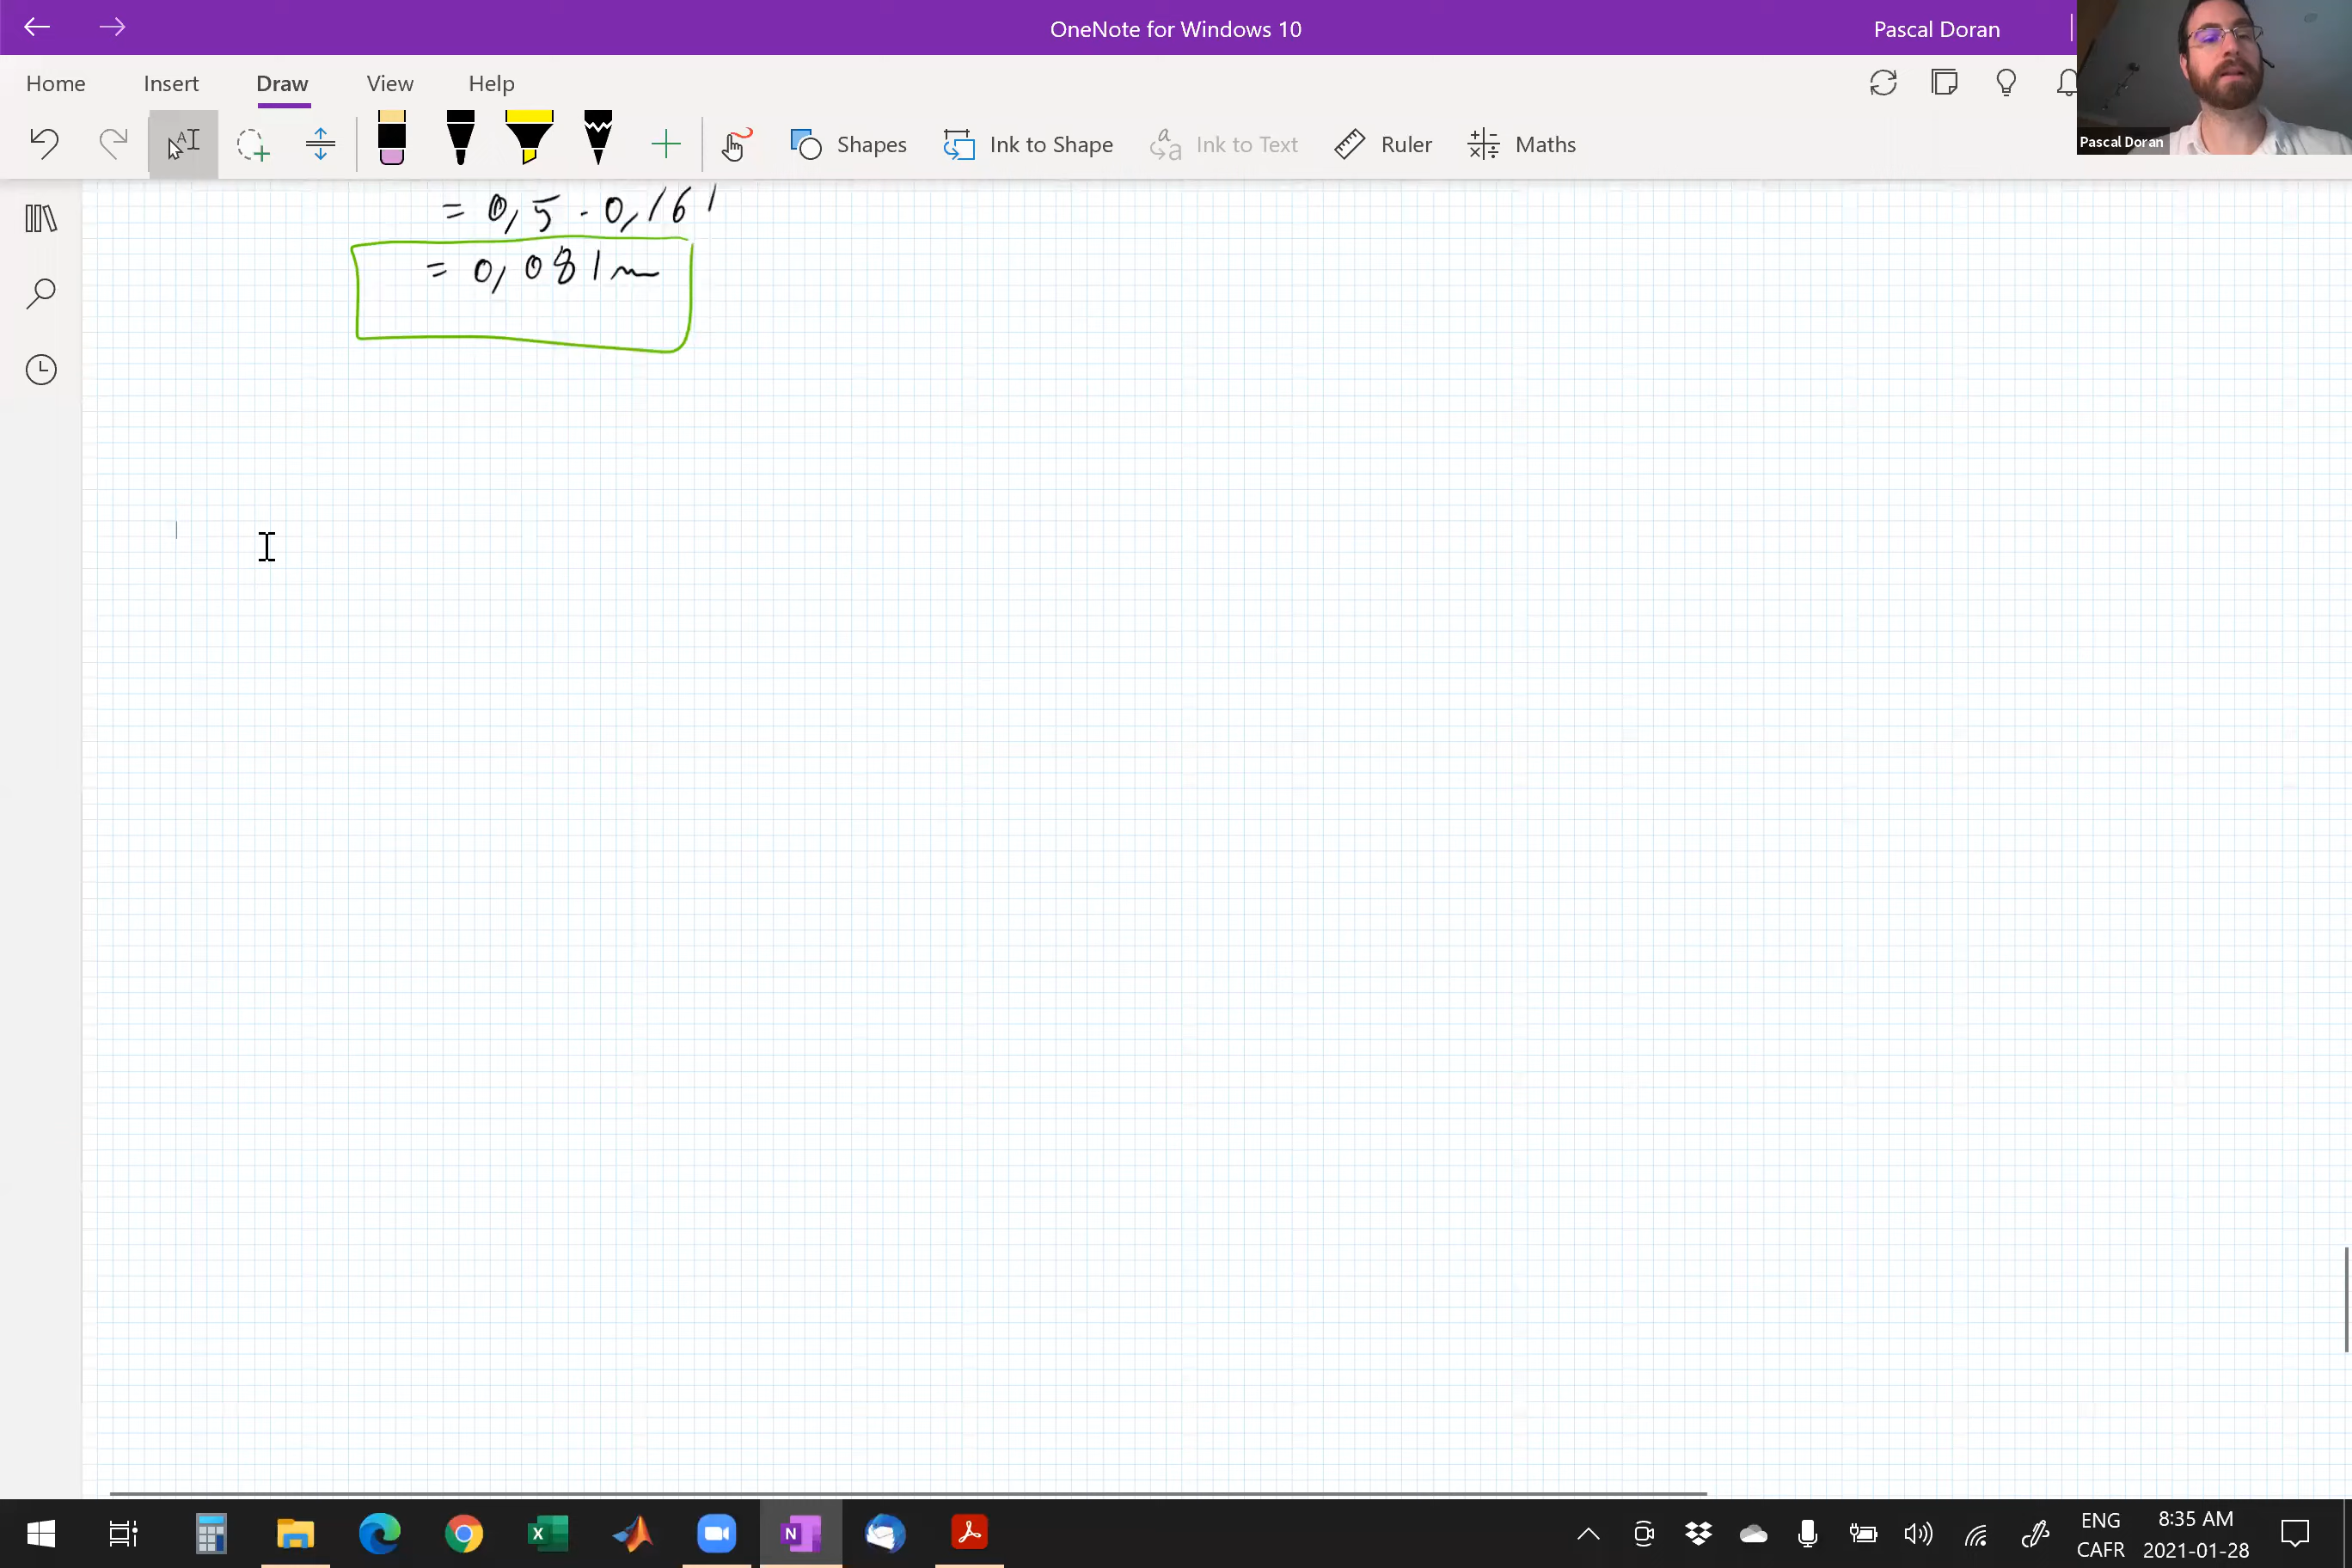 OneNote for Windows 10
Pascal Doran
Home Insert Draw View Help
Shapes Ink to Shape Ink to Text Ruler Maths
Pascal Doran
= 0,5 . 0,161
= 0,081 m
ENG
CAFR
8:35 AM
2021-01-28